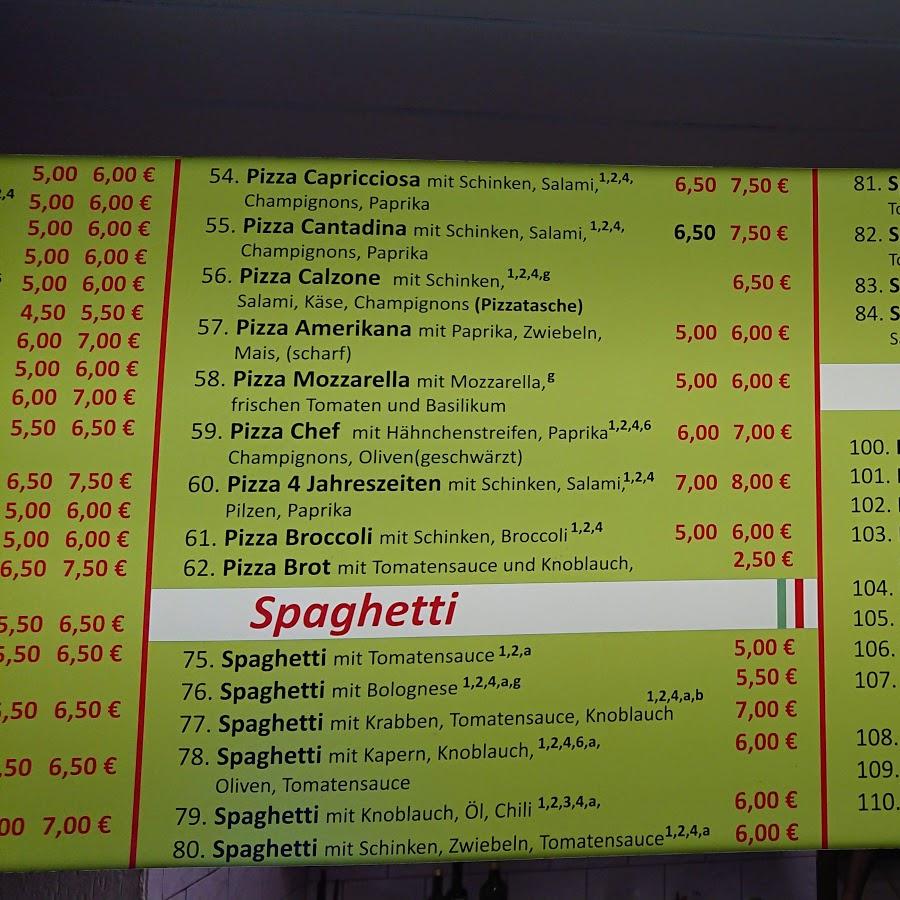 2,4
5,00 6,00 €
5,00 6,00 €
5,00 6,00 €
5,00 6,00 €
5,00 6,00 €
4,50 5,50 €
6,00 7,00 €
5,00 6,00 €
6,00 7,00 €
5,50 6,50 €
6,50 7,50 €
5,00 6,00 €
5,00 6,00 €
6,50 7,50 €
5,50 6,50 €
5,50 6,50 €
,50 6,50 €
,50 6,50 €
00 7,00 €
54. Pizza Capricciosa mit Schinken, Salami,1,2,4, 6,50 7,50 €
Champignons, Paprika
55. Pizza Cantadina mit Schinken, Salami,1,2,4, 6,50 7,50 €
Champignons, Paprika
56. Pizza Calzone mit Schinken,1,2,4,g 6,50 €
Salami, Käse, Champignons (Pizzatasche)
57. Pizza Amerikana mit Paprika, Zwiebeln, 5,00 6,00 €
Mais, (scharf)
58. Pizza Mozzarella mit Mozzarella,g 5,00 6,00 €
frischen Tomaten und Basilikum
59. Pizza Chef mit Hähnchenstreifen, Paprika1,2,4,6 6,00 7,00 €
Champignons, Oliven(geschwärzt)
60. Pizza 4 Jahreszeiten mit Schinken, Salami,1,2,4 7,00 8,00 €
Pilzen, Paprika
61. Pizza Broccoli mit Schinken, Broccoli 1,2,4 5,00 6,00 €
62. Pizza Brot mit Tomatensauce und Knoblauch, 2,50 €
Spaghetti
75. Spaghetti mit Tomatensauce 1,2,a 5,00 €
76. Spaghetti mit Bolognese 1,2,4,a,g 5,50 €
77. Spaghetti mit Krabben, Tomatensauce, Knoblauch 1,2,4,a,b 7,00 €
78. Spaghetti mit Kapern, Knoblauch, 1,2,4,6,a, 6,00 €
Oliven, Tomatensauce
79. Spaghetti mit Knoblauch, Öl, Chili 1,2,3,4,a, 6,00 €
80. Spaghetti mit Schinken, Zwiebeln, Tomatensauce1,2,4,a 6,00 €
81. S
To
82. S
To
83. S
84. S
Sa
100.
101.
102.
103.
104.
105.
106.
107.
108.
109.
110.